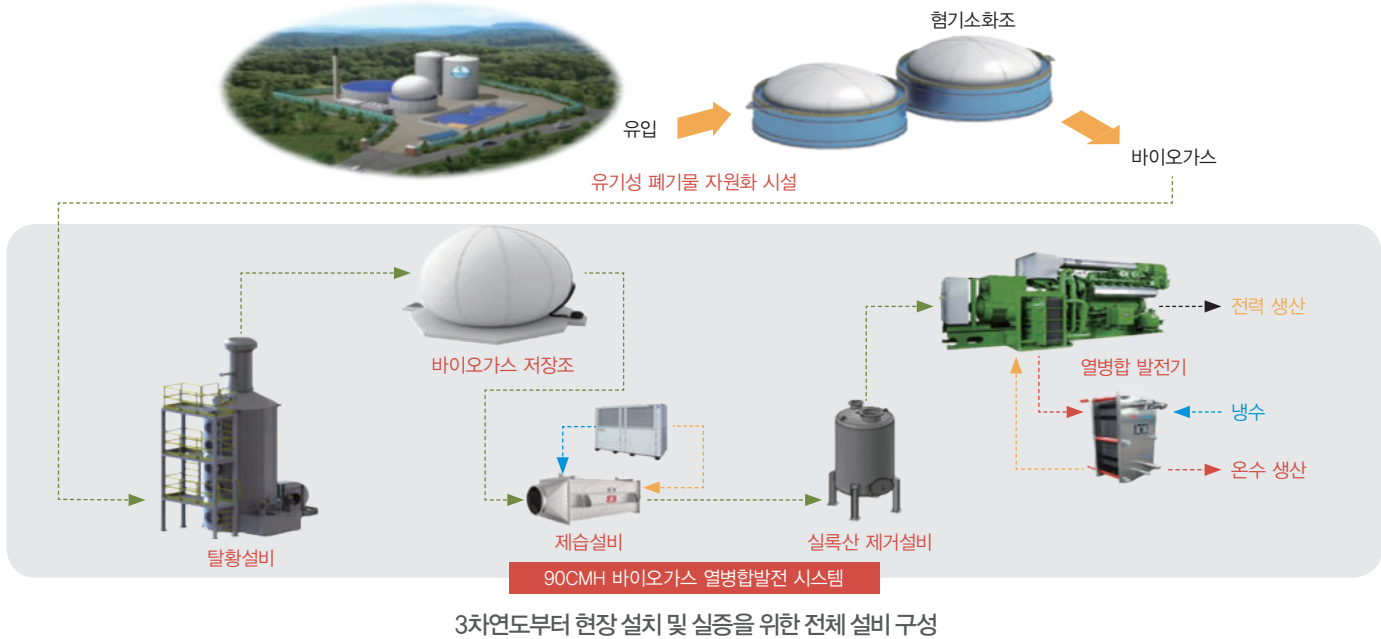 혐기소화조
유입
바이오가스
유기성 폐기물 자원화 시설
바이오가스 저장조
전력 생산
열병합 발전기
냉수
온수 생산
탈황설비
제습설비
실록산 제거설비
90CMH 바이오가스 열병합발전 시스템
3차연도부터 현장 설치 및 실증을 위한 전체 설비 구성